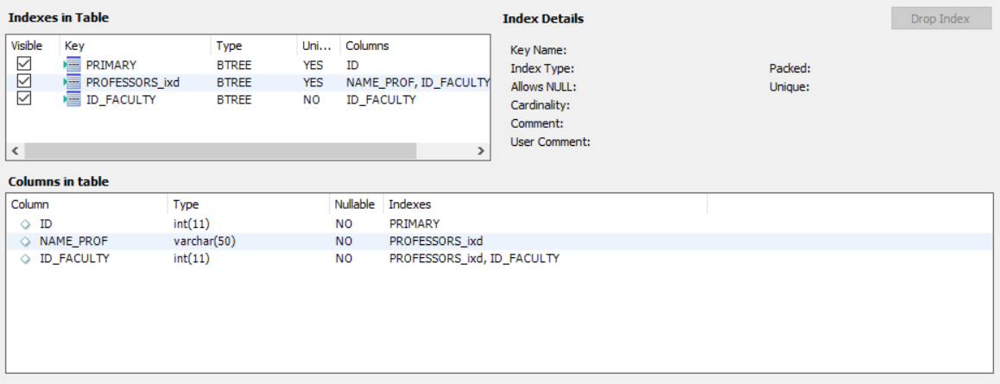 Indexes in Table
Visible Key Type Uni... Columns
PRIMARY BTREE YES ID
PROFESSORS_ixd BTREE YES NAME_PROF, ID_FACULTY
ID_FACULTY BTREE NO ID_FACULTY
Index Details
Drop Index
Key Name:
Index Type: Packed:
Allows NULL: Unique:
Cardinality:
Comment:
User Comment:
Columns in table
Column Type Nullable Indexes
ID int(11) NO PRIMARY
NAME_PROF varchar(50) NO PROFESSORS_ixd
ID_FACULTY int(11) NO PROFESSORS_ixd, ID_FACULTY